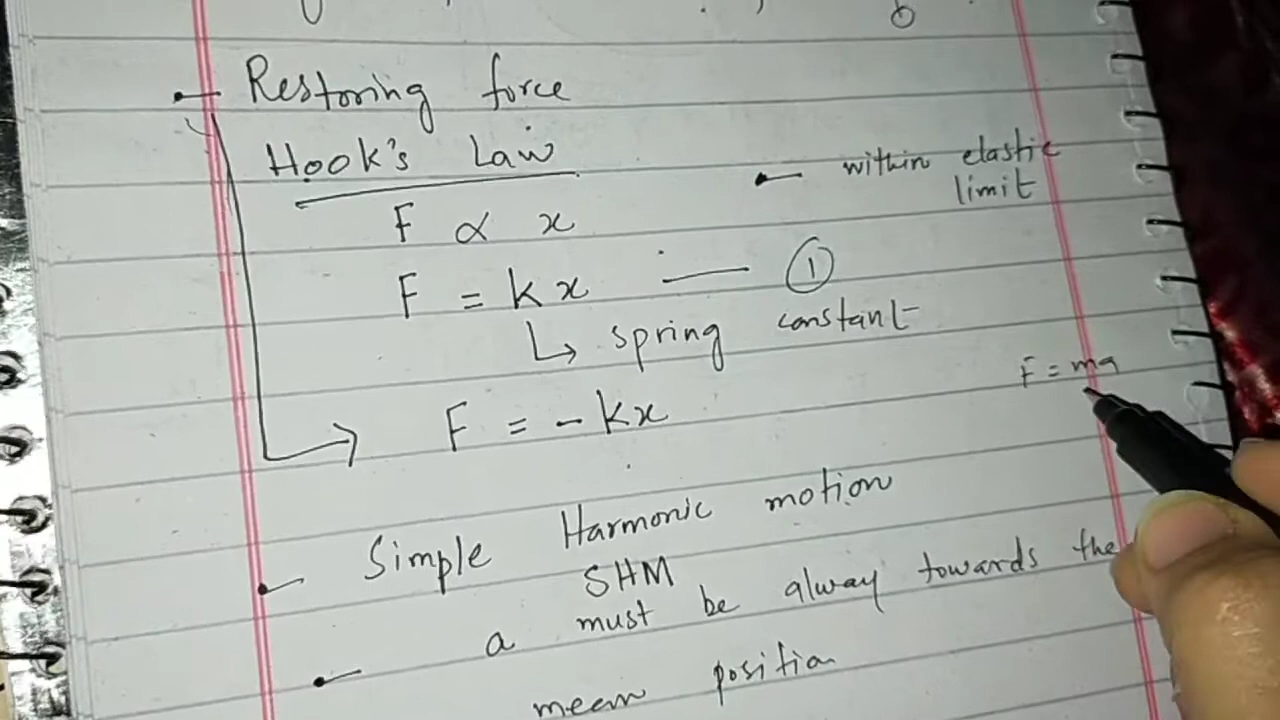 Restoring force
Hook's Law
within elastic
limit
F ∝ x
F = kx —— ①
↳ spring constant
F = ma
F = - kx
Simple Harmonic motion
SHM
a must be alway towards the
mean position